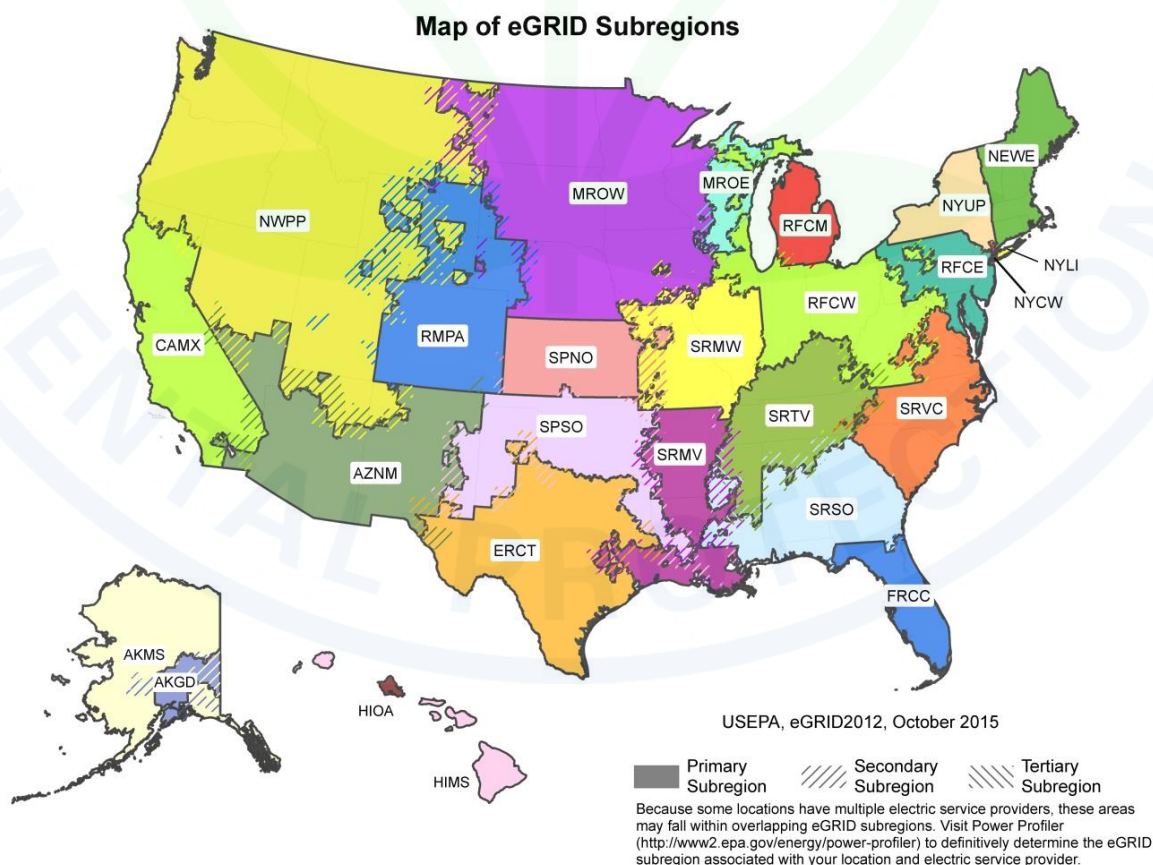 Map of eGRID Subregions
NWPP
MROW
MROE
RFCM
NEWE
NYUP
RFCE
NYLI
NYCW
RFCW
CAMX
RMPA
SPNO
SRMW
SRTV
SRVC
AZNM
SPSO
SRMV
SRSO
ERCT
FRCC
AKMS
AKGD
HIOA
HIMS
USEPA, eGRID2012, October 2015
Primary
Subregion
Secondary
Subregion
Tertiary
Subregion
Because some locations have multiple electric service providers, these areas
may fall within overlapping eGRID subregions. Visit Power Profiler
(http://www2.epa.gov/energy/power-profiler) to definitively determine the eGRID
subregion associated with your location and electric service provider.
MENTAL PROTECTION